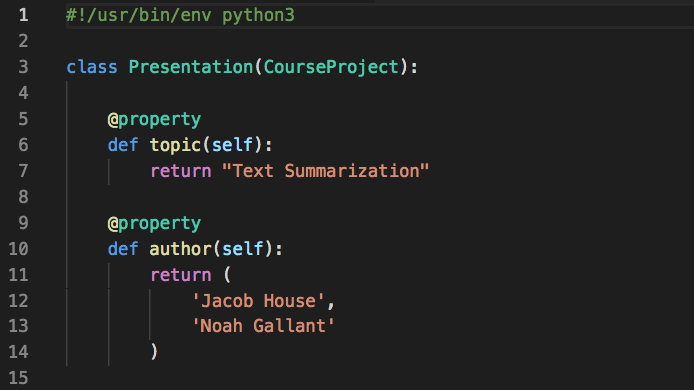 1 #!/usr/bin/env python3
2
3 class Presentation(CourseProject):
4
5 @property
6 def topic(self):
7 return "Text Summarization"
8
9 @property
10 def author(self):
11 return (
12 'Jacob House',
13 'Noah Gallant'
14 )
15